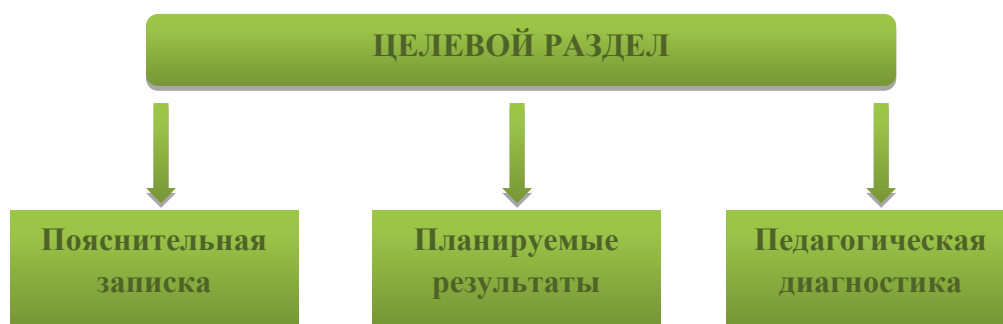 ЦЕЛЕВОЙ РАЗДЕЛ
Пояснительная
записка
Планируемые
результаты
Педагогическая
диагностика